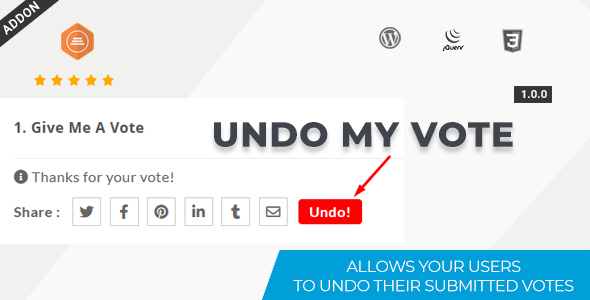 ADDON
jQuery
3
1.0.0
1. Give Me A Vote
UNDO MY VOTE
Thanks for your vote!
Share :
Undo!
ALLOWS YOUR USERS
TO UNDO THEIR SUBMITTED VOTES